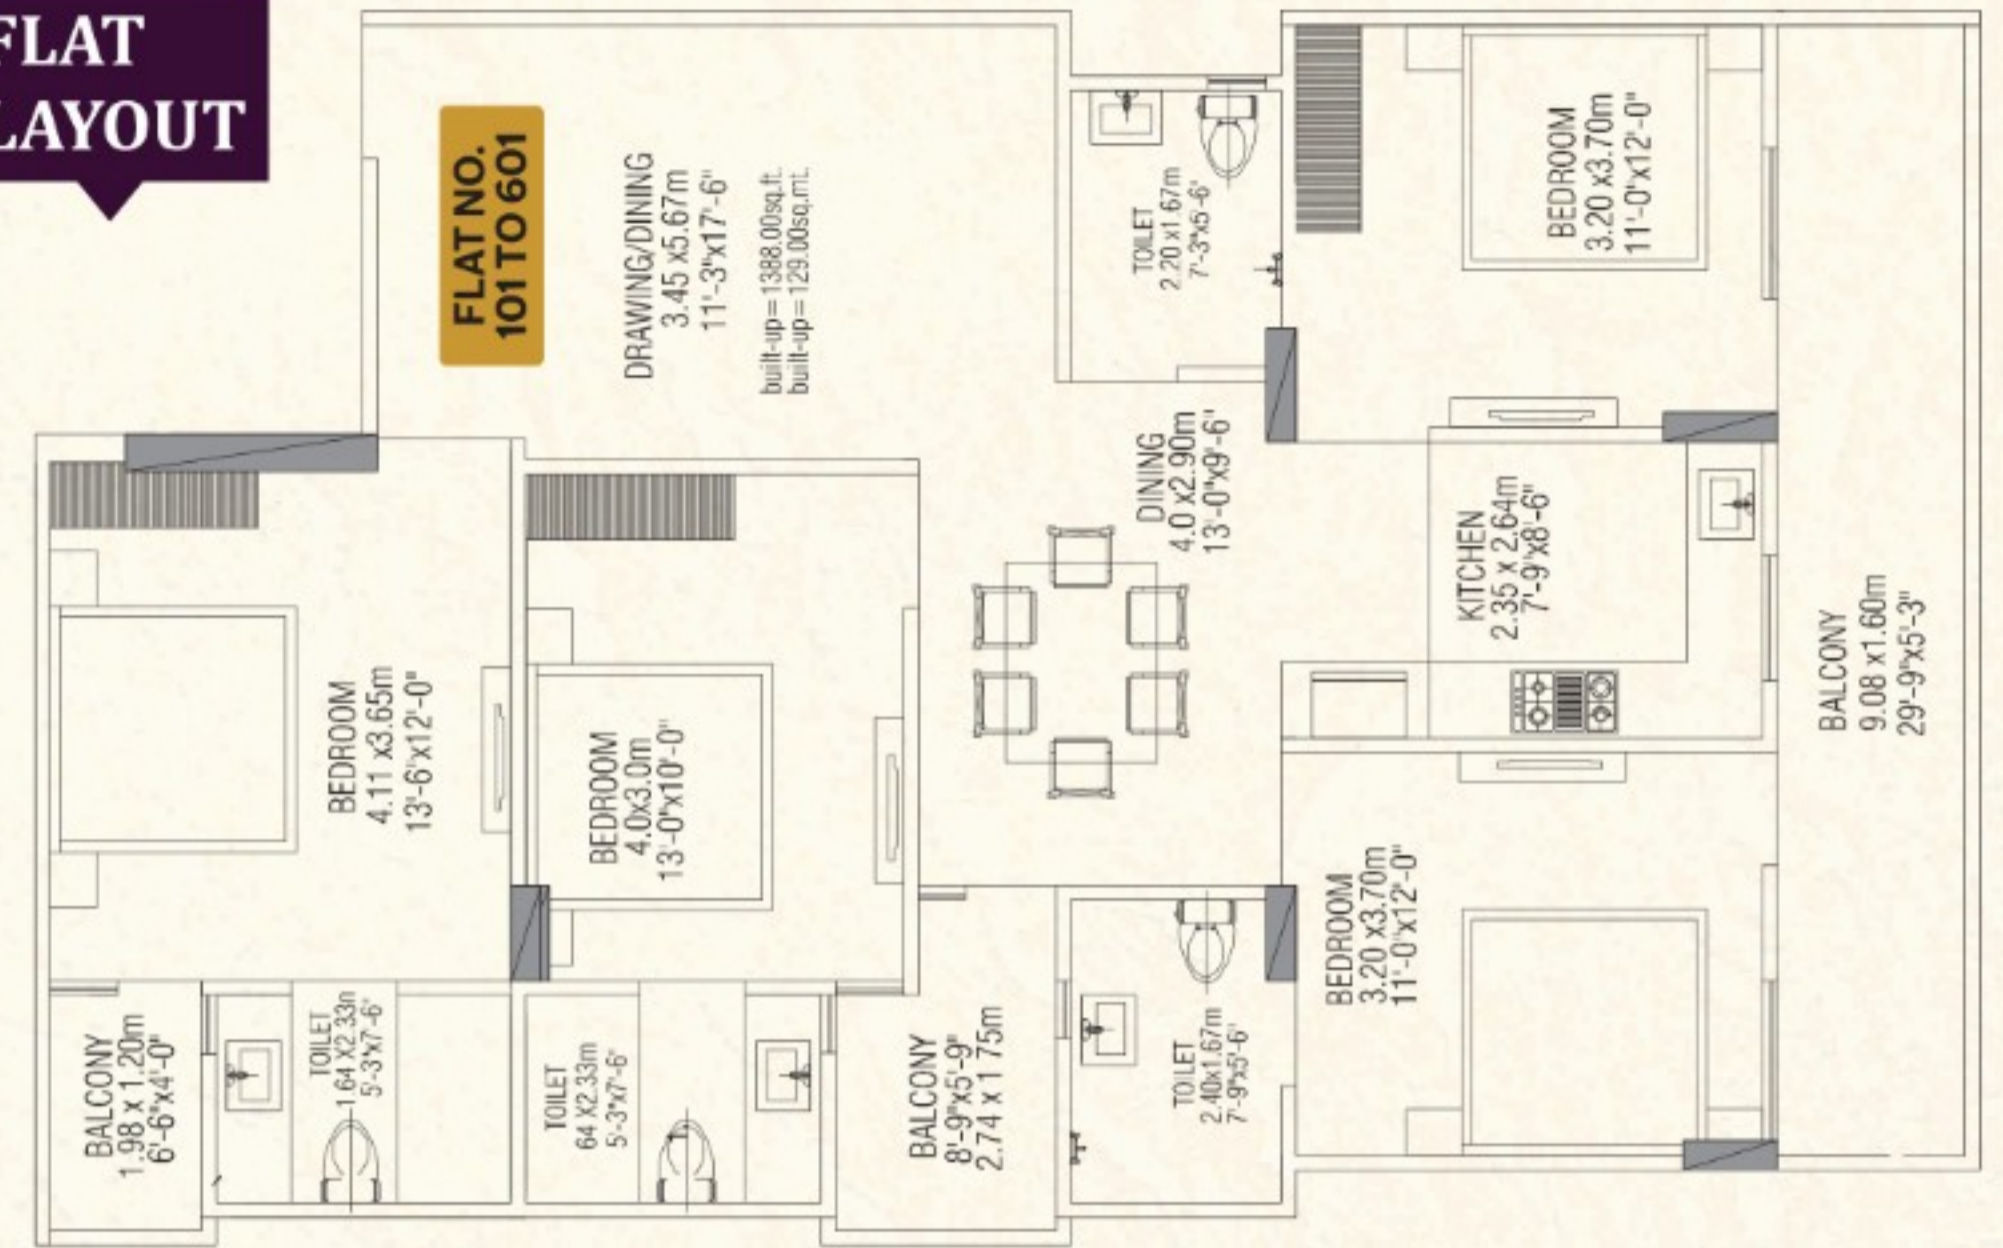 FLAT
LAYOUT
FLAT NO.
101 TO 601
DRAWING/DINING
3.45 x5.67m
11'-3"x17'-6"
built-up=1388.00sq.ft.
built-up=129.00sq.mt.
TOILET
2.20 x1.67m
7'-3"x5'-6"
BEDROOM
3.20 x3.70m
11'-0"x12'-0"
DINING
4.0 x2.90m
13'-0"x9'-6"
KITCHEN
2.35 x 2.64m
7'-9"x8'-6"
BALCONY
9.08 x1.60m
29'-9"x5'-3"
BEDROOM
4.11 x3.65m
13'-6"x12'-0"
BEDROOM
4.0x3.0m
13'-0"x10'-0"
BEDROOM
3.20 x3.70m
11'-0"x12'-0"
BALCONY
1.98 x 1.20m
6'-6"x4'-0"
TOILET
1.64 X2.33m
5'-3"x7'-6"
TOILET
64 X2.33m
5'-3"x7'-6"
BALCONY
8'-9"x5'-9"
2.74 x 1 75m
TOILET
2.40x1.67m
7'-9"x5'-6"